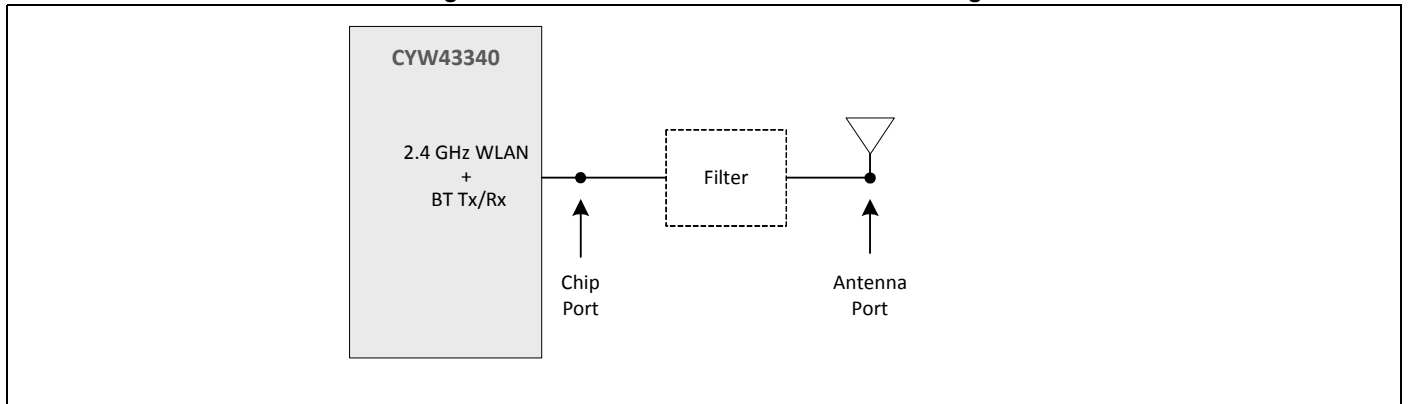 CYW43340
2.4 GHz WLAN
+
BT Tx/Rx
Filter
Chip
Port
Antenna
Port